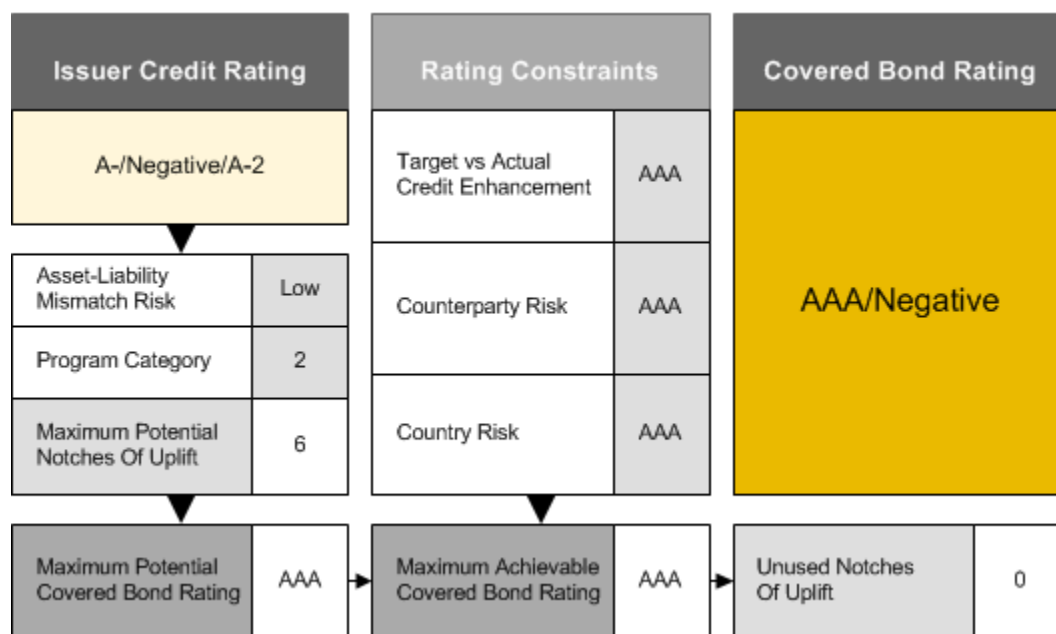 Issuer Credit Rating
A-/Negative/A-2
Asset-Liability
Mismatch Risk
Low
Program Category
2
Maximum Potential
Notches Of Uplift
6
Maximum Potential
Covered Bond Rating
AAA
Rating Constraints
Target vs Actual
Credit Enhancement
AAA
Counterparty Risk
AAA
Country Risk
AAA
Maximum Achievable
Covered Bond Rating
AAA
Covered Bond Rating
AAA/Negative
Unused Notches
Of Uplift
0